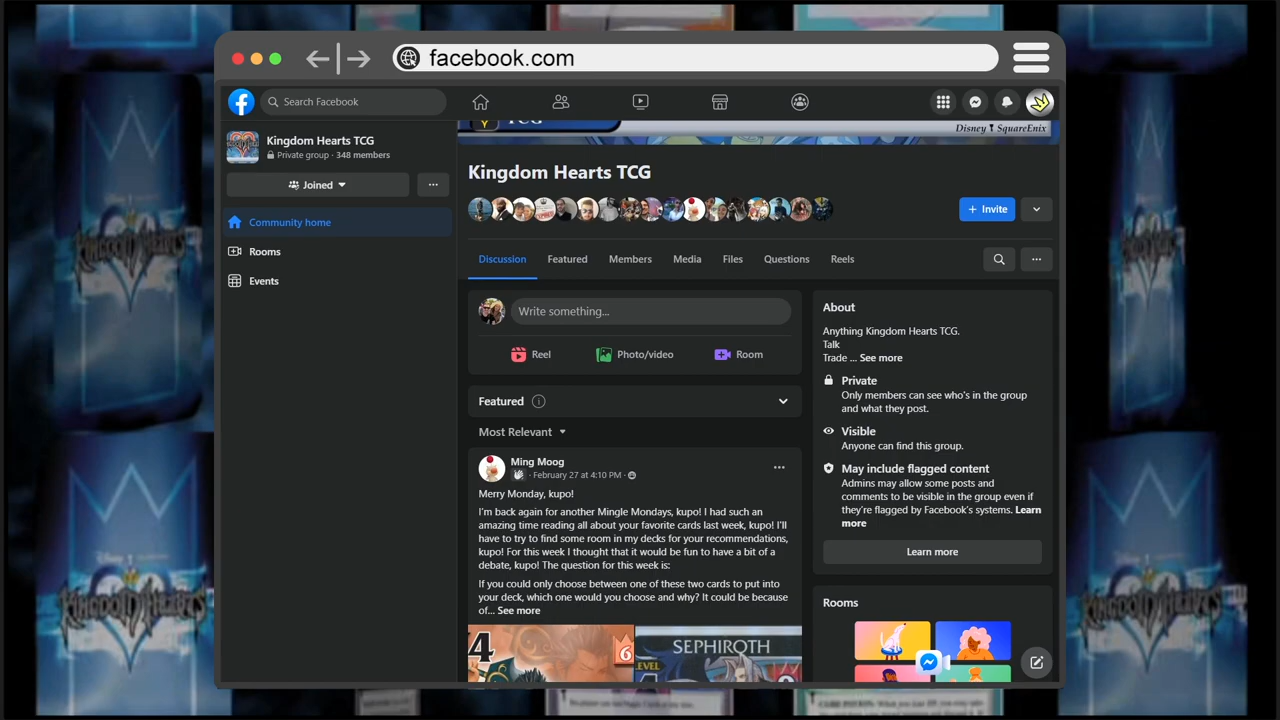 facebook.com
Search Facebook
Kingdom Hearts TCG
Private group · 348 members
Joined
Community home
Rooms
Events
TCG
Disney SquareEnix
Kingdom Hearts TCG
+ Invite
Discussion
Featured
Members
Media
Files
Questions
Reels
Write something...
Reel
Photo/video
Room
Featured
Most Relevant
Ming Moog
February 27 at 4:10 PM
Merry Monday, kupo!
I'm back again for another Mingle Mondays, kupo! I had such an
amazing time reading all about your favorite cards last week, kupo! I'll
have to try to find some room in my decks for your recommendations,
kupo! For this week I thought that it would be fun to have a bit of a
debate, kupo! The question for this week is:
If you could only choose between one of these two cards to put into
your deck, which one would you choose and why? It could be because
of... See more
4
6
SEPHIROTH
LEVEL
About
Anything Kingdom Hearts TCG.
Talk
Trade ... See more
Private
Only members can see who's in the group
and what they post.
Visible
Anyone can find this group.
May include flagged content
Admins may allow some posts and
comments to be visible in the group even if
they're flagged by Facebook's systems. Learn
more
Learn more
Rooms
KINGDOM HEARTS
KINGDOM HEARTS
KINGDOM HEARTS
KINGDOM HEARTS